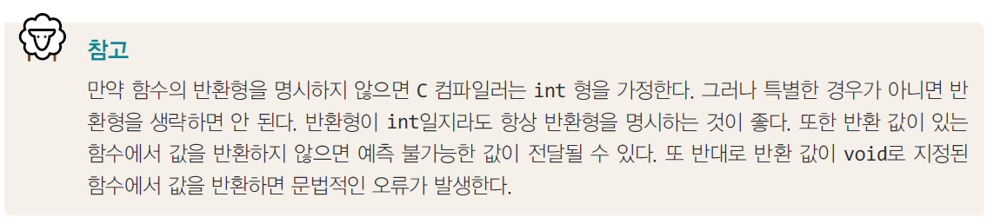 참고
만약 함수의 반환형을 명시하지 않으면 C 컴파일러는 int 형을 가정한다. 그러나 특별한 경우가 아니면 반
환형을 생략하면 안 된다. 반환형이 int일지라도 항상 반환형을 명시하는 것이 좋다. 또한 반환 값이 있는
함수에서 값을 반환하지 않으면 예측 불가능한 값이 전달될 수 있다. 또 반대로 반환 값이 void로 지정된
함수에서 값을 반환하면 문법적인 오류가 발생한다.